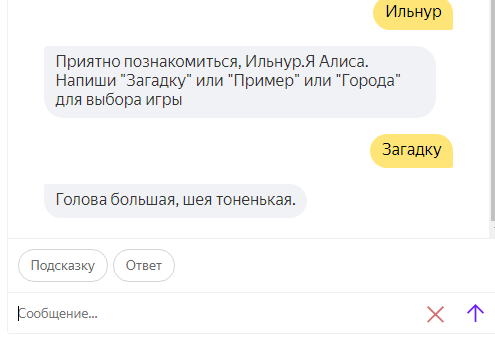 Ильнур
Приятно познакомиться, Ильнур.Я Алиса.
Напиши "Загадку" или "Пример" или "Города"
для выбора игры
Загадку
Голова большая, шея тоненькая.
Подсказку Ответ
Сообщение...